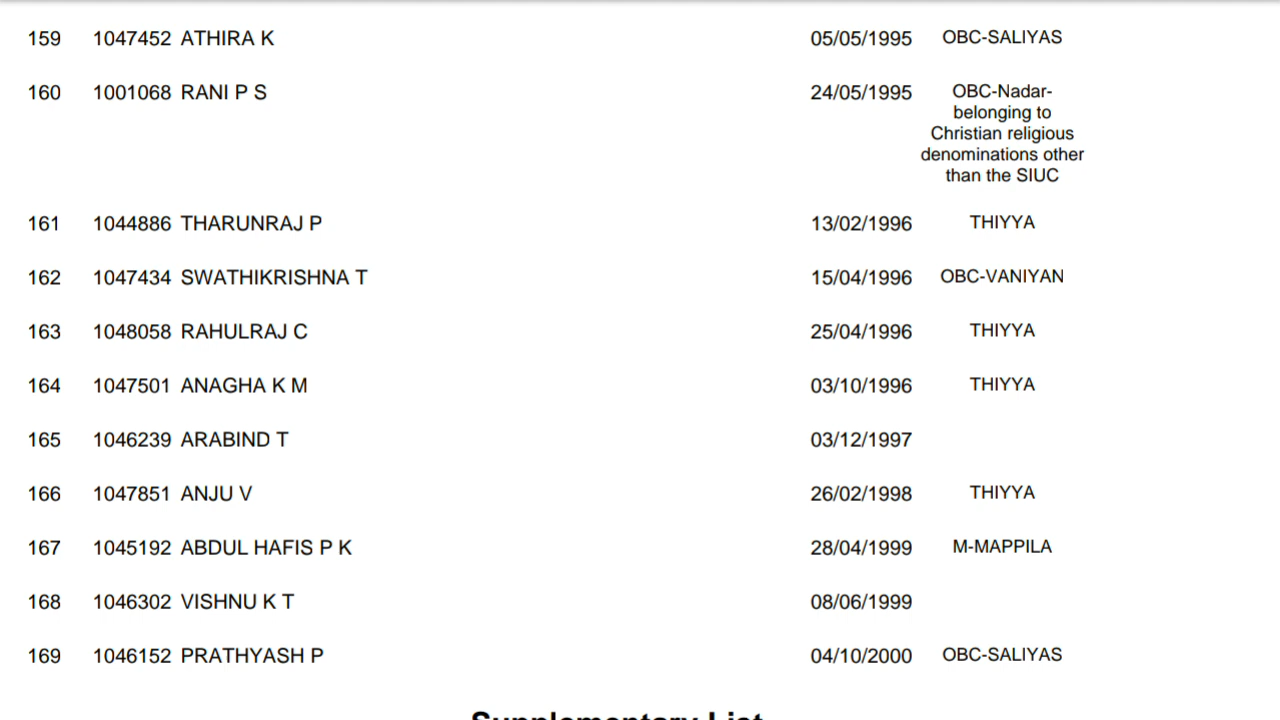 159 1047452 ATHIRA K 05/05/1995 OBC-SALIYAS
160 1001068 RANI P S 24/05/1995 OBC-Nadar-
belonging to
Christian religious
denominations other
than the SIUC
161 1044886 THARUNRAJ P 13/02/1996 THIYYA
162 1047434 SWATHIKRISHNA T 15/04/1996 OBC-VANIYAN
163 1048058 RAHULRAJ C 25/04/1996 THIYYA
164 1047501 ANAGHA K M 03/10/1996 THIYYA
165 1046239 ARABIND T 03/12/1997
166 1047851 ANJU V 26/02/1998 THIYYA
167 1045192 ABDUL HAFIS P K 28/04/1999 M-MAPPILA
168 1046302 VISHNU K T 08/06/1999
169 1046152 PRATHYASH P 04/10/2000 OBC-SALIYAS
Supplementary List